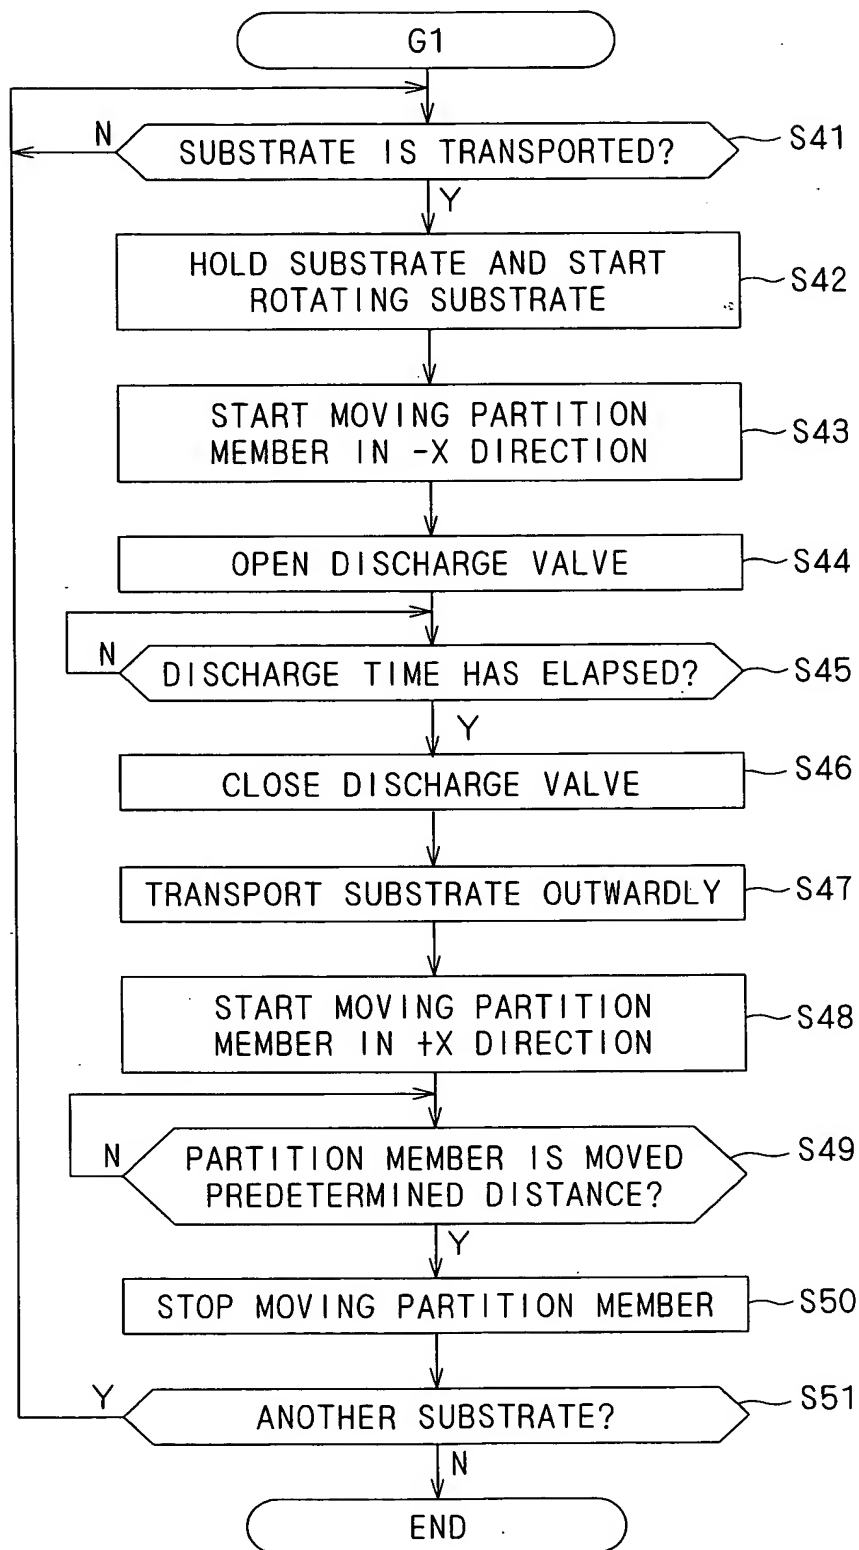 G1
N
SUBSTRATE IS TRANSPORTED?
S41
Y
HOLD SUBSTRATE AND START
ROTATING SUBSTRATE
S42
START MOVING PARTITION
MEMBER IN -X DIRECTION
S43
OPEN DISCHARGE VALVE
S44
N
DISCHARGE TIME HAS ELAPSED?
S45
Y
CLOSE DISCHARGE VALVE
S46
TRANSPORT SUBSTRATE OUTWARDLY
S47
START MOVING PARTITION
MEMBER IN +X DIRECTION
S48
N
PARTITION MEMBER IS MOVED
PREDETERMINED DISTANCE?
S49
Y
STOP MOVING PARTITION MEMBER
S50
Y
ANOTHER SUBSTRATE?
S51
N
END